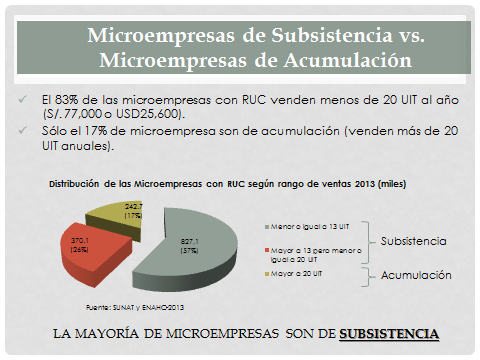 Microempresas de Subsistencia vs.
Microempresas de Acumulación
El 83% de las microempresas con RUC venden menos de 20 UIT al año
(S/. 77,000 o USD25,600).
Sólo el 17% de microempresa son de acumulación (venden más de 20
UIT anuales).
Distribución de las Microempresas con RUC según rango de ventas 2013 (miles)
242.7
(17%)
370.1
(26%)
827.1
(57%)
Menor o igual a 13 UIT
Mayor a 13 pero menor o
igual a 20 UIT
Mayor a 20 UIT
Subsistencia
Acumulación
Fuente: SUNAT y ENAHO-2013
LA MAYORÍA DE MICROEMPRESAS SON DE SUBSISTENCIA